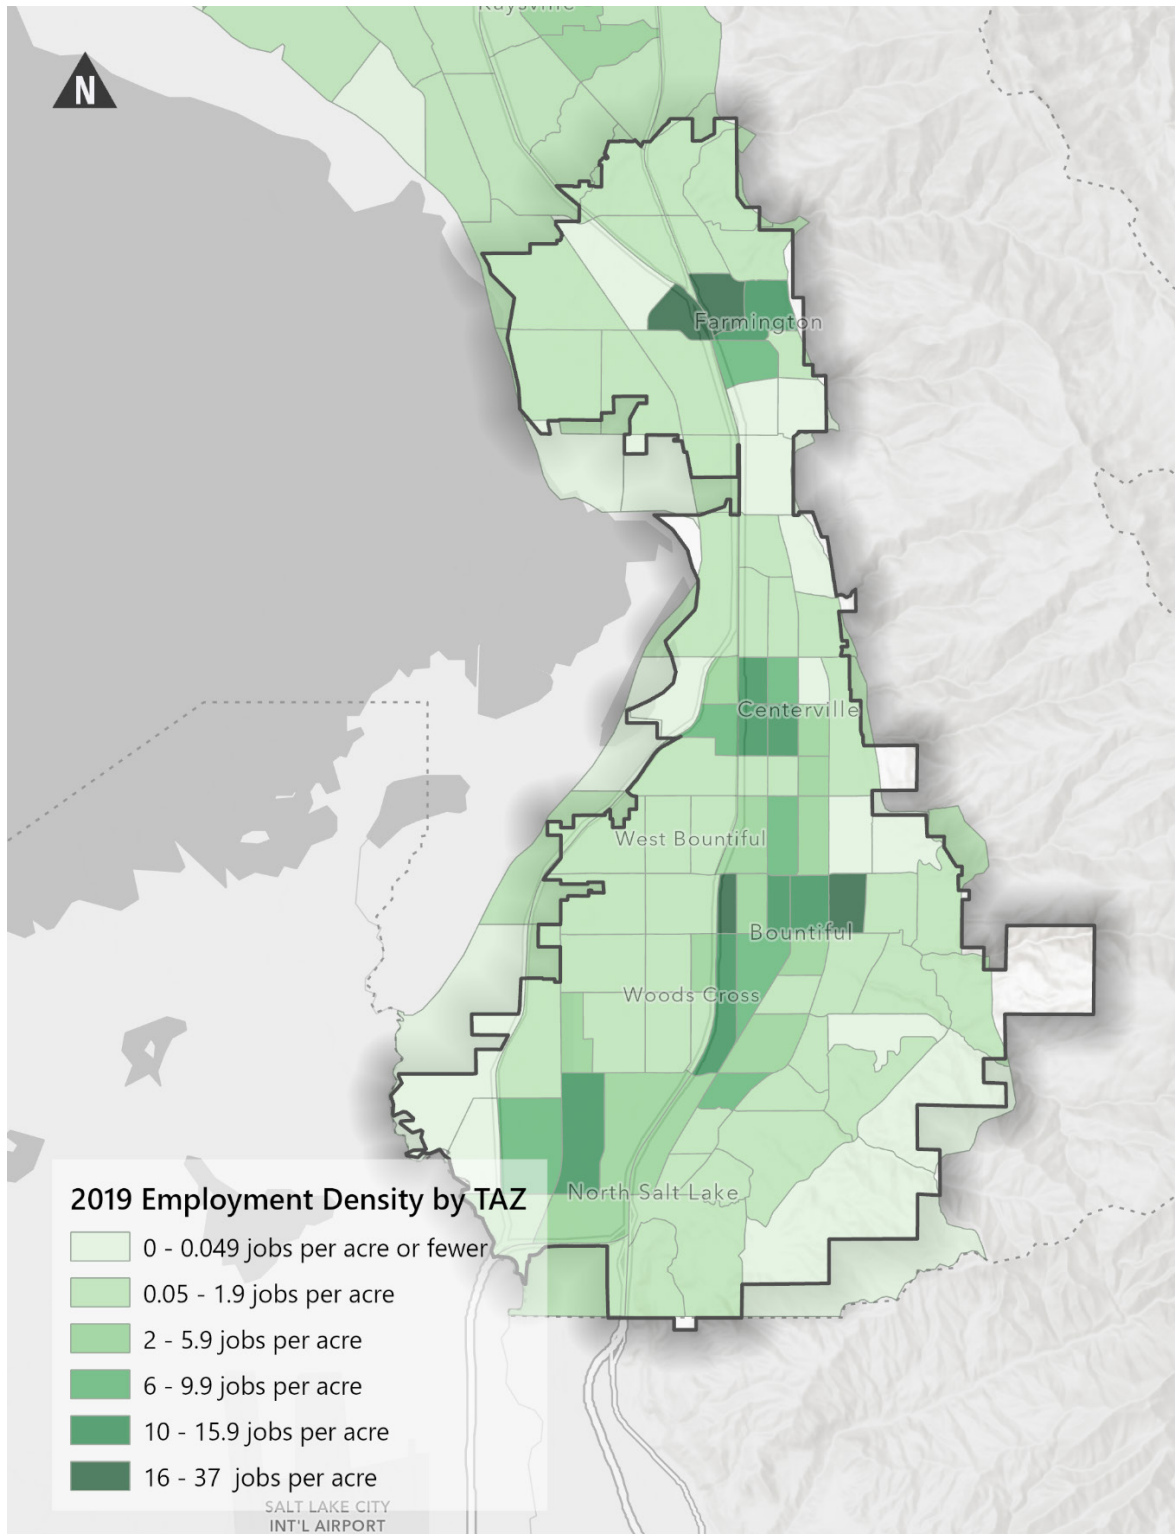 Kaysville
N
Farmington
Centerville
West Bountiful
Bountiful
Woods Cross
North Salt Lake
2019 Employment Density by TAZ
0 - 0.049 jobs per acre or fewer
0.05 - 1.9 jobs per acre
2 - 5.9 jobs per acre
6 - 9.9 jobs per acre
10 - 15.9 jobs per acre
16 - 37 jobs per acre
SALT LAKE CITY
INT'L AIRPORT